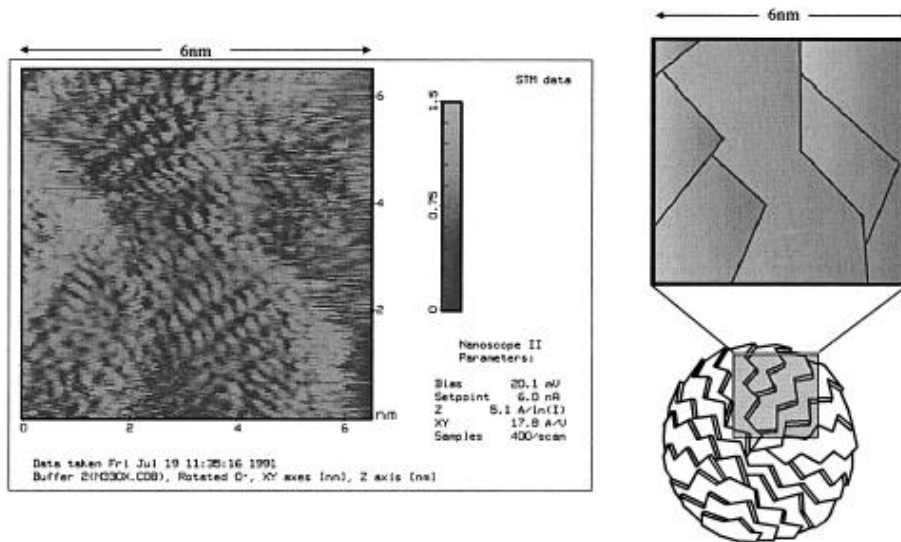 6nm
6nm
STM data
1.5
0.75
0
6
4
2
nm
0 2 4 6
Nanoscope II
Parameters:
Bias 20.1 mV
Setpoint 6.0 nA
Z 5.1 A/ln(I)
XY 17.8 A/V
Samples 400/scan
Data taken Fri Jul 19 11:35:16 1991
Rotated 0°, XY axes [nm], Z axis [nm]